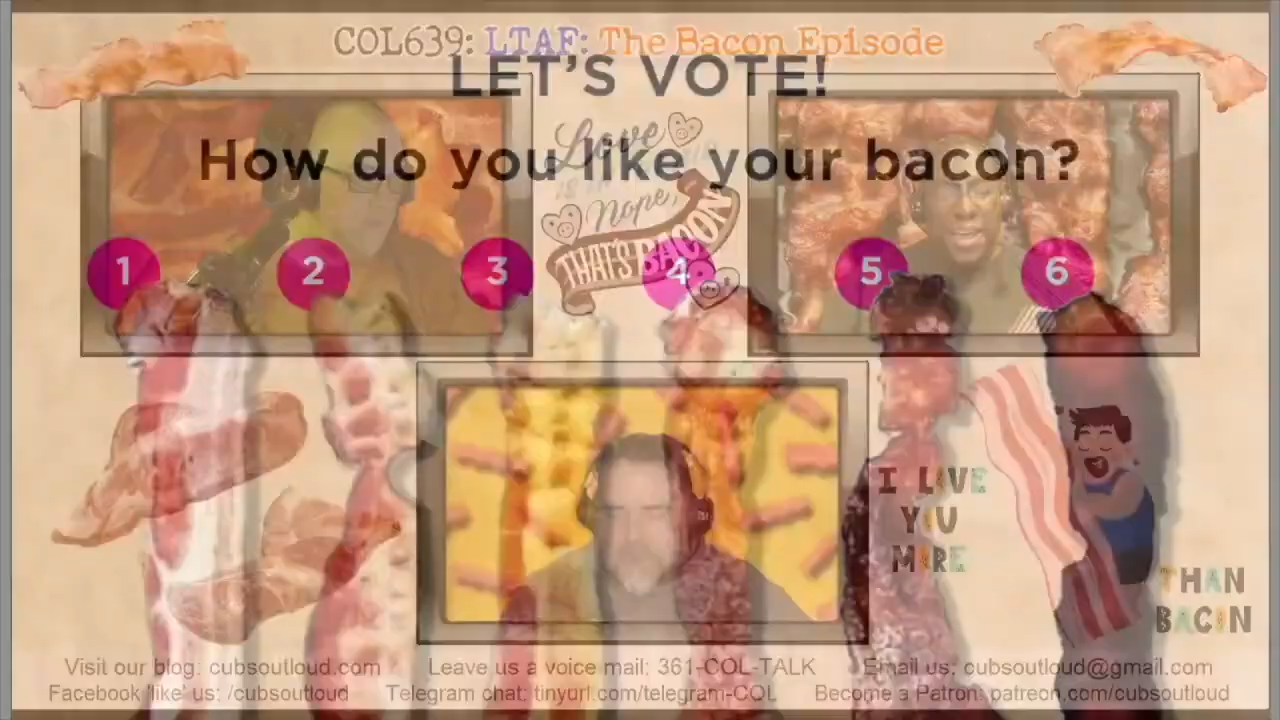 COL639: LTAF: The Bacon Episode
LET'S VOTE!
How do you like your bacon?
Love
is in
Nope,
THAT'S BACON
1 2 3 4 5 6
I LOVE
YOU
MORE
THAN
BACON
Visit our blog: cubsoutloud.com Leave us a voice mail: 361-COL-TALK Email us: cubsoutloud@gmail.com
Facebook 'like' us: /cubsoutloud Telegram chat: tinyurl.com/telegram-COL Become a Patron: patreon.com/cubsoutloud